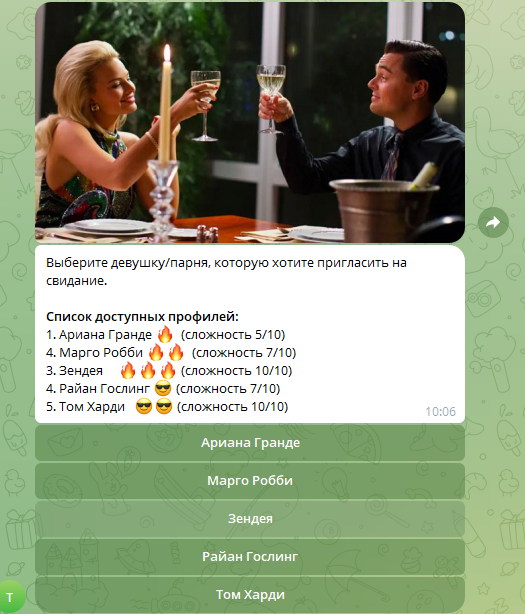 Выберите девушку/парня, которую хотите пригласить на
свидание.
Список доступных профилей:
1. Ариана Гранде 🔥 (сложность 5/10)
4. Марго Робби 🔥🔥 (сложность 7/10)
3. Зендея 🔥🔥🔥 (сложность 10/10)
4. Райан Гослинг 😎 (сложность 7/10)
5. Том Харди 😎😎 (сложность 10/10)
10:06
Ариана Гранде
Марго Робби
Зендея
Райан Гослинг
Том Харди
T